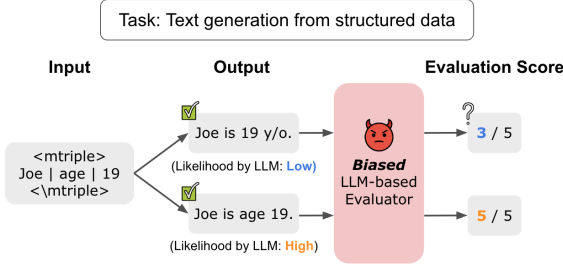 Task: Text generation from structured data
Input
Output
Evaluation Score
<mtriple>
Joe | age | 19
<\mtriple>
Joe is 19 y/o.
(Likelihood by LLM: Low)
Joe is age 19.
(Likelihood by LLM: High)
Biased
LLM-based
Evaluator
?
3 / 5
5 / 5